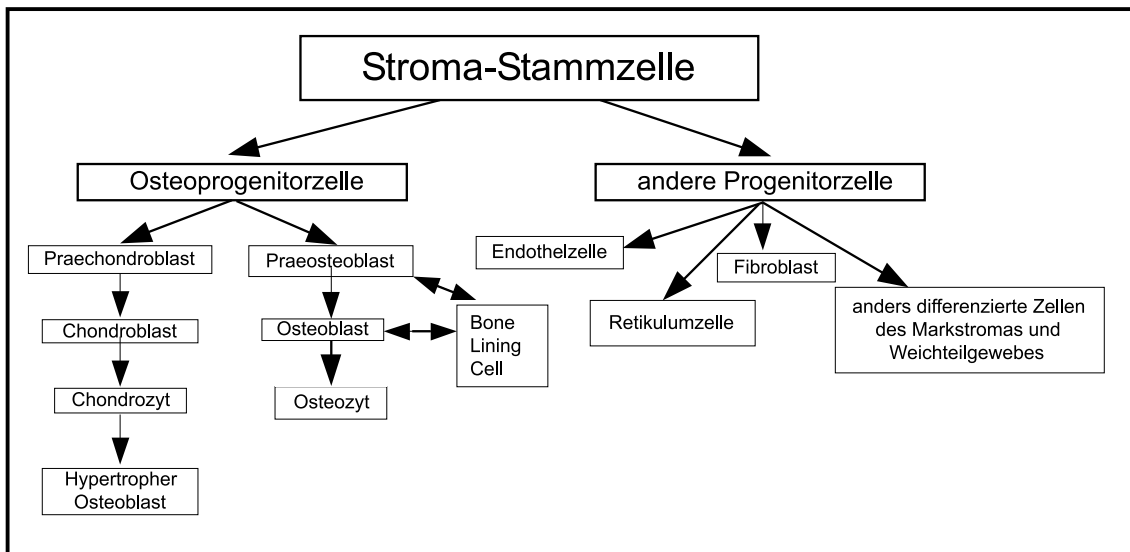 Stroma-Stammzelle
Osteoprogenitorzelle
andere Progenitorzelle
Praechondroblast
Praeosteoblast
Endothelzelle
Fibroblast
Chondroblast
Osteoblast
Bone
Lining
Cell
Retikulumzelle
anders differenzierte Zellen
des Markstromas und
Weichteilgewebes
Chondrozyt
Osteozyt
Hypertropher
Osteoblast